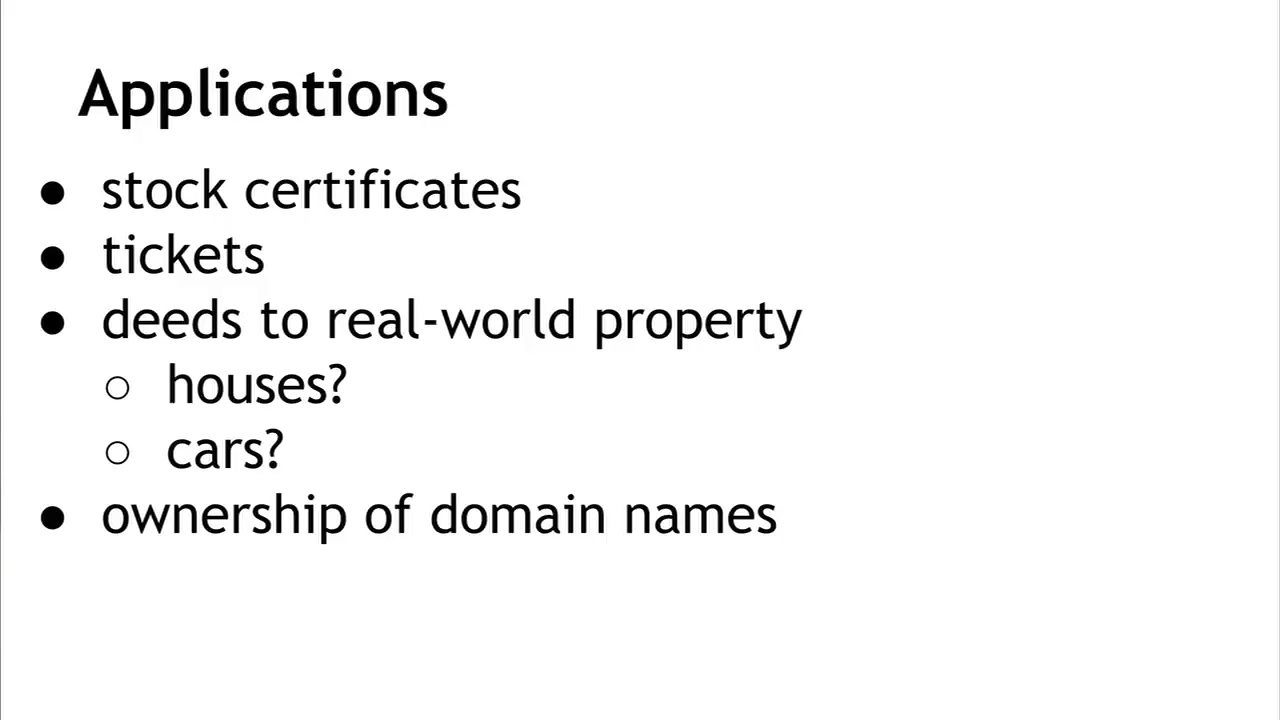 Applications
● stock certificates
● tickets
● deeds to real-world property
○ houses?
○ cars?
● ownership of domain names